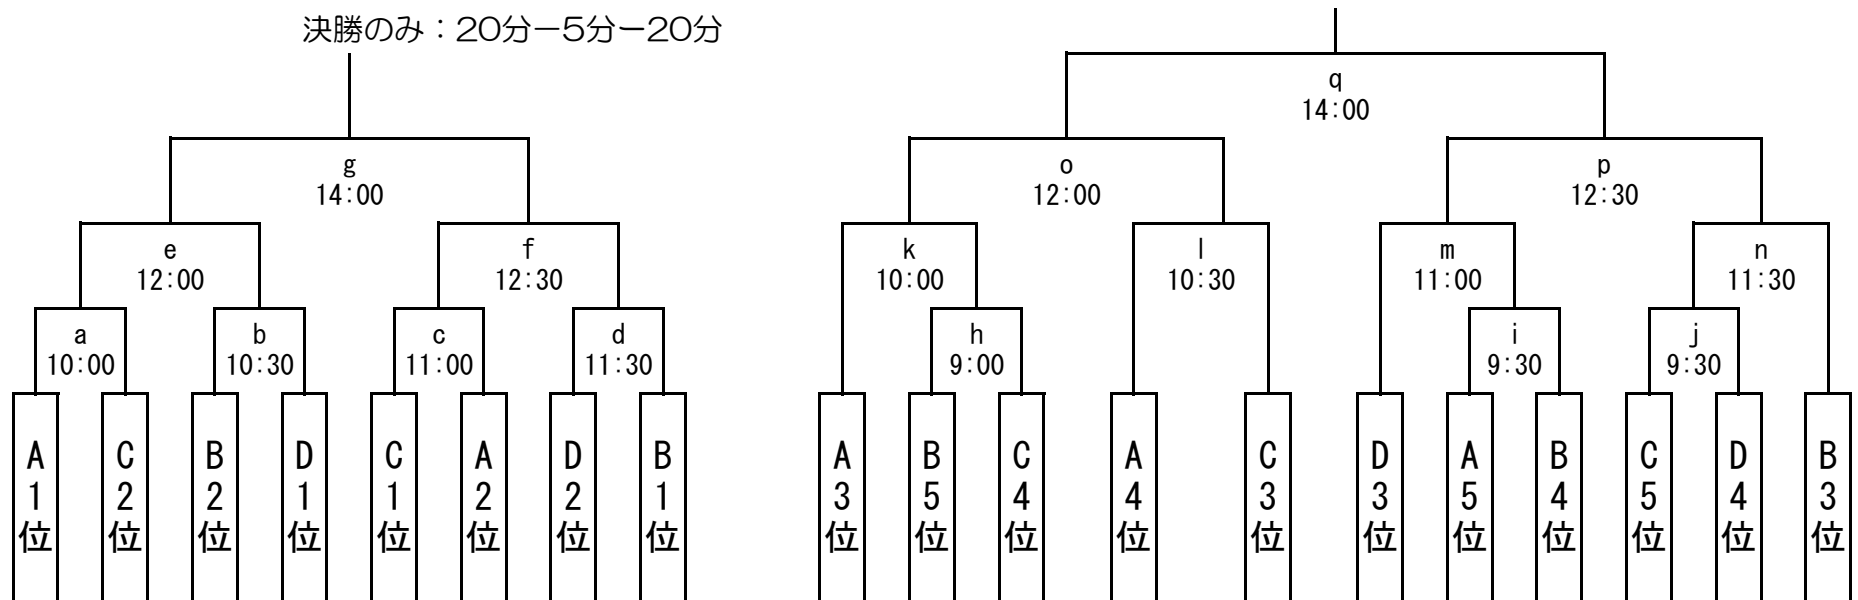 決勝のみ：20分ー5分ー20分
g
14:00
e
12:00
f
12:30
a
10:00
b
10:30
c
11:00
d
11:30
A1位
C2位
B2位
D1位
C1位
A2位
D2位
B1位
q
14:00
o
12:00
p
12:30
k
10:00
l
10:30
m
11:00
n
11:30
h
9:00
i
9:30
j
9:30
A3位
B5位
C4位
A4位
C3位
D3位
A5位
B4位
C5位
D4位
B3位